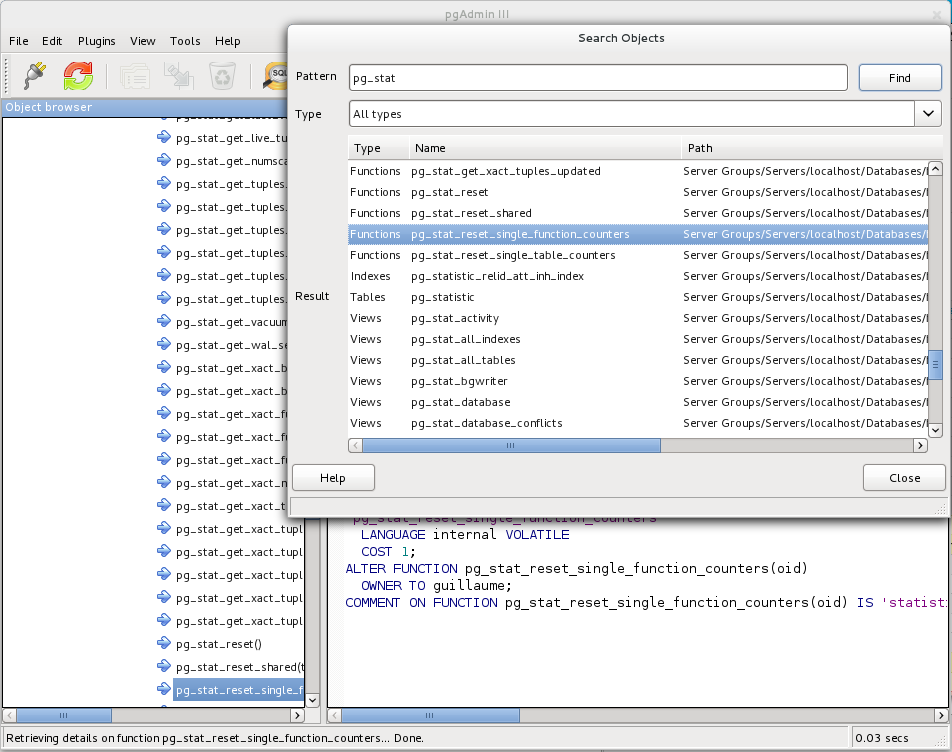 pgAdmin III
File Edit Plugins View Tools Help
SQL
Object browser
pg_stat_get_live_tu
pg_stat_get_numsca
pg_stat_get_tuples.
pg_stat_get_tuples.
pg_stat_get_tuples.
pg_stat_get_tuples.
pg_stat_get_tuples.
pg_stat_get_tuples.
pg_stat_get_vacuum
pg_stat_get_wal_se
pg_stat_get_xact_b
pg_stat_get_xact_b
pg_stat_get_xact_fu
pg_stat_get_xact_fu
pg_stat_get_xact_fu
pg_stat_get_xact_n
pg_stat_get_xact_t
pg_stat_get_xact_tupl
pg_stat_get_xact_tupl
pg_stat_get_xact_tupl
pg_stat_get_xact_tupl
pg_stat_get_xact_tupl
pg_stat_reset()
pg_stat_reset_shared(t
pg_stat_reset_single_f
Search Objects
Pattern pg_stat Find
Type All types
Type Name Path
Functions pg_stat_get_xact_tuples_updated Server Groups/Servers/localhost/Databases/
Functions pg_stat_reset Server Groups/Servers/localhost/Databases/
Functions pg_stat_reset_shared Server Groups/Servers/localhost/Databases/
Functions pg_stat_reset_single_function_counters Server Groups/Servers/localhost/Databases/
Functions pg_stat_reset_single_table_counters Server Groups/Servers/localhost/Databases/
Indexes pg_statistic_relid_att_inh_index Server Groups/Servers/localhost/Databases/
Result
Tables pg_statistic Server Groups/Servers/localhost/Databases/
Views pg_stat_activity Server Groups/Servers/localhost/Databases/
Views pg_stat_all_indexes Server Groups/Servers/localhost/Databases/
Views pg_stat_all_tables Server Groups/Servers/localhost/Databases/
Views pg_stat_bgwriter Server Groups/Servers/localhost/Databases/
Views pg_stat_database Server Groups/Servers/localhost/Databases/
Views pg_stat_database_conflicts Server Groups/Servers/localhost/Databases/
Help Close
pg_stat_reset_single_function_counters
LANGUAGE internal VOLATILE
COST 1;
ALTER FUNCTION pg_stat_reset_single_function_counters(oid)
OWNER TO guillaume;
COMMENT ON FUNCTION pg_stat_reset_single_function_counters(oid) IS 'statist
Retrieving details on function pg_stat_reset_single_function_counters... Done. 0.03 secs